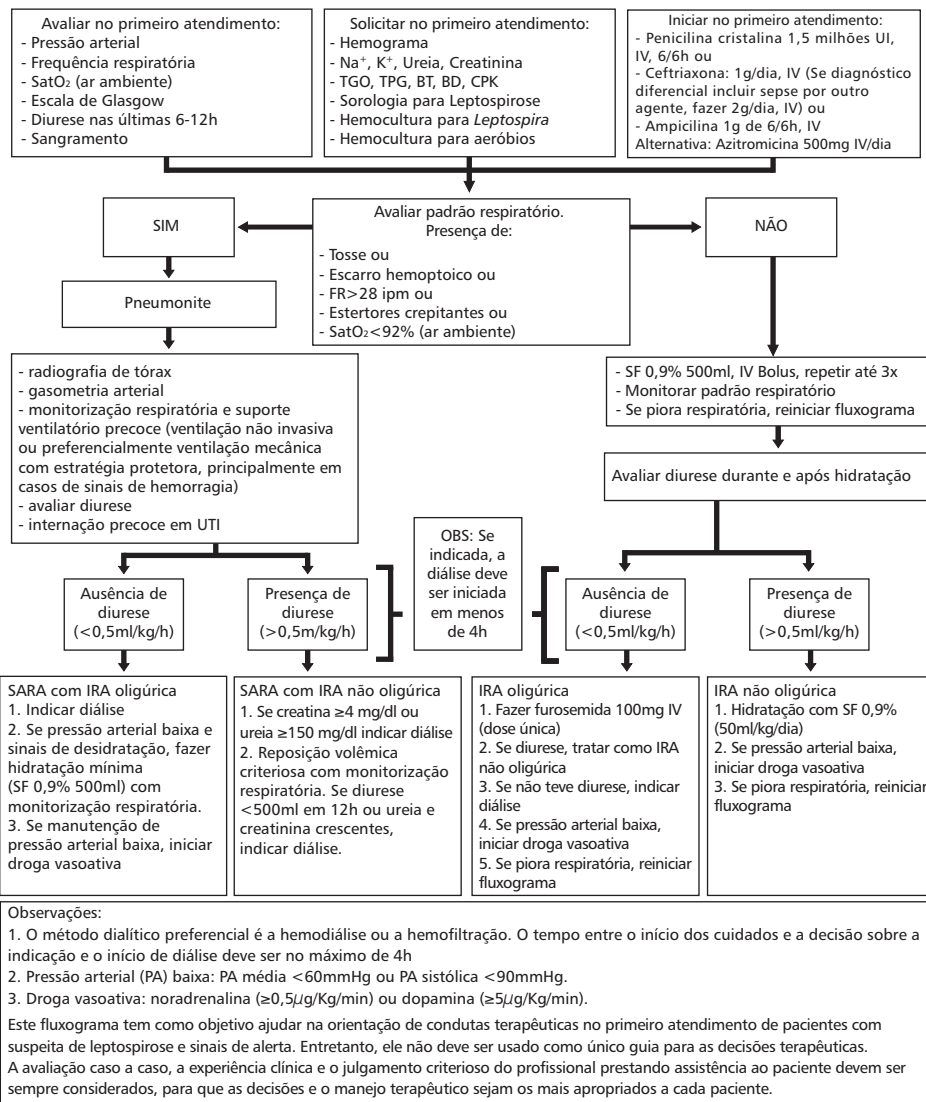 Avaliar no primeiro atendimento:
- Pressão arterial
- Frequência respiratória
- SatO₂ (ar ambiente)
- Escala de Glasgow
- Diurese nas últimas 6-12h
- Sangramento
Solicitar no primeiro atendimento:
- Hemograma
- Na⁺, K⁺, Ureia, Creatinina
- TGO, TPG, BT, BD, CPK
- Sorologia para Leptospirose
- Hemocultura para Leptospira
- Hemocultura para aeróbios
Iniciar no primeiro atendimento:
- Penicilina cristalina 1,5 milhões UI,
IV, 6/6h ou
- Ceftriaxona: 1g/dia, IV (Se diagnóstico
diferencial incluir sepse por outro
agente, fazer 2g/dia, IV) ou
- Ampicilina 1g de 6/6h, IV
Alternativa: Azitromicina 500mg IV/dia
SIM
Avaliar padrão respiratório.
Presença de:
- Tosse ou
- Escarro hemoptoico ou
- FR>28 ipm ou
- Estertores crepitantes ou
- SatO₂<92% (ar ambiente)
NÃO
Pneumonite
- radiografia de tórax
- gasometria arterial
- monitorização respiratória e suporte
ventilatório precoce (ventilação não invasiva
ou preferencialmente ventilação mecânica
com estratégia protetora, principalmente em
casos de sinais de hemorragia)
- avaliar diurese
- internação precoce em UTI
- SF 0,9% 500ml, IV Bolus, repetir até 3x
- Monitorar padrão respiratório
- Se piora respiratória, reiniciar fluxograma
Avaliar diurese durante e após hidratação
Ausência de
diurese
(<0,5ml/kg/h)
Presença de
diurese
(>0,5m/kg/h)
OBS: Se
indicada, a
diálise deve
ser iniciada
em menos
de 4h
Ausência de
diurese
(<0,5ml/kg/h)
Presença de
diurese
(>0,5ml/kg/h)
SARA com IRA oligúrica
1. Indicar diálise
2. Se pressão arterial baixa e
sinais de desidratação, fazer
hidratação mínima
(SF 0,9% 500ml) com
monitorização respiratória.
3. Se manutenção de
pressão arterial baixa, iniciar
droga vasoativa
SARA com IRA não oligúrica
1. Se creatina ≥4 mg/dl ou
ureia ≥150 mg/dl indicar diálise
2. Reposição volêmica
criteriosa com monitorização
respiratória. Se diurese
<500ml em 12h ou ureia e
creatinina crescentes,
indicar diálise.
IRA oligúrica
1. Fazer furosemida 100mg IV
(dose única)
2. Se diurese, tratar como IRA
não oligúrica
3. Se não teve diurese, indicar
diálise
4. Se pressão arterial baixa,
iniciar droga vasoativa
5. Se piora respiratória, reiniciar
fluxograma
IRA não oligúrica
1. Hidratação com SF 0,9%
(50ml/kg/dia)
2. Se pressão arterial baixa,
iniciar droga vasoativa
3. Se piora respiratória, reiniciar
fluxograma
Observações:
1. O método dialítico preferencial é a hemodiálise ou a hemofiltração. O tempo entre o início dos cuidados e a decisão sobre a
indicação e o início de diálise deve ser no máximo de 4h
2. Pressão arterial (PA) baixa: PA média <60mmHg ou PA sistólica <90mmHg.
3. Droga vasoativa: noradrenalina (≥0,5μg/Kg/min) ou dopamina (≥5μg/Kg/min).
Este fluxograma tem como objetivo ajudar na orientação de condutas terapêuticas no primeiro atendimento de pacientes com
suspeita de leptospirose e sinais de alerta. Entretanto, ele não deve ser usado como único guia para as decisões terapêuticas.
A avaliação caso a caso, a experiência clínica e o julgamento criterioso do profissional prestando assistência ao paciente devem ser
sempre considerados, para que as decisões e o manejo terapêutico sejam os mais apropriados a cada paciente.